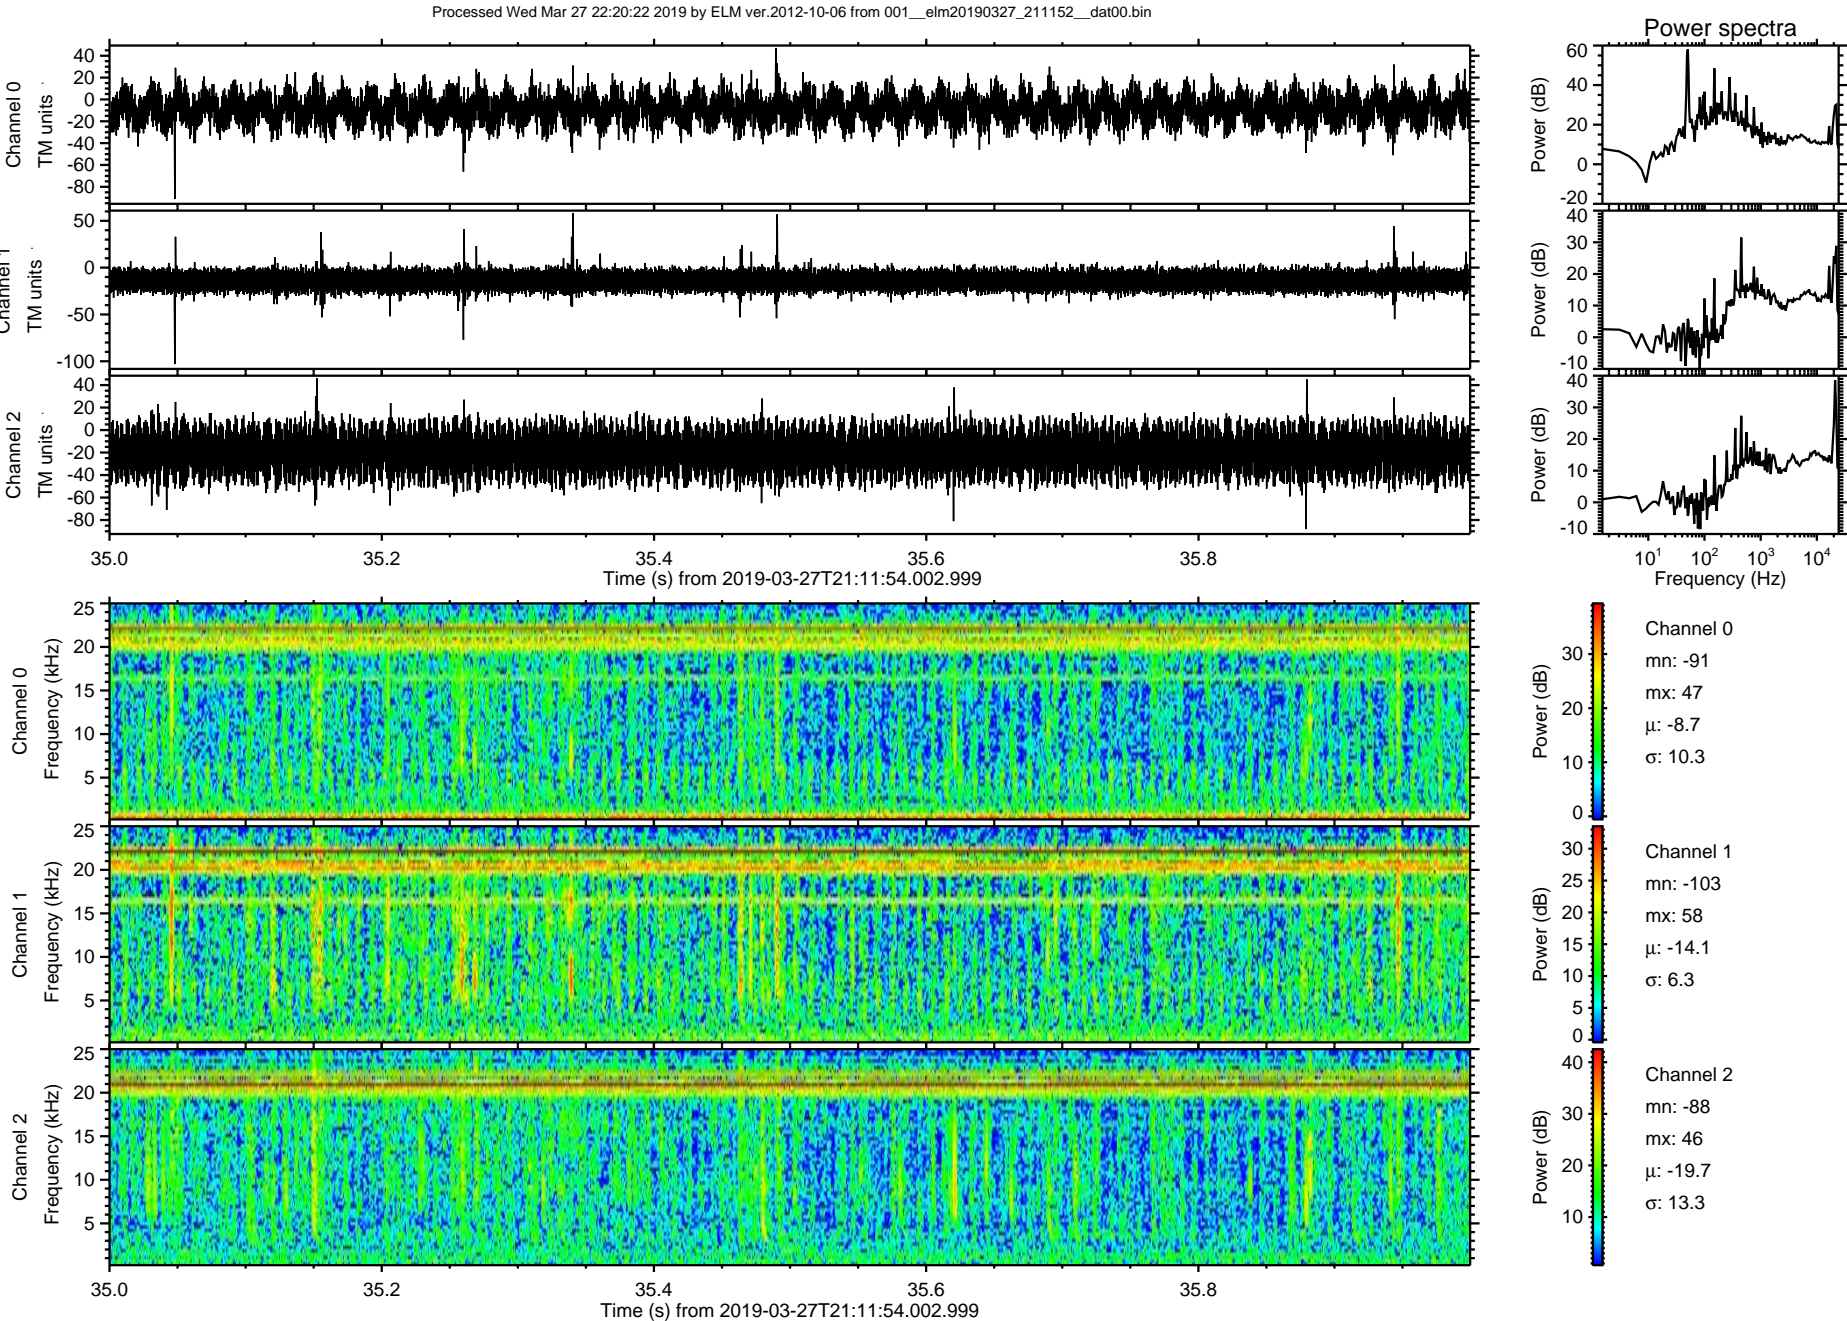 Processed Wed Mar 27 22:20:22 2019 by ELM ver.2012-10-06 from 001__elm20190327_211152__dat00.bin
Power spectra
Channel 0
TM units
40
20
0
-20
-40
-60
-80
Power (dB)
60
40
20
0
-20
Channel 1
TM units
50
0
-50
-100
Power (dB)
40
30
20
10
0
-10
Channel 2
TM units
40
20
0
-20
-40
-60
-80
Power (dB)
40
30
20
10
0
-10
35.0 35.2 35.4 35.6 35.8
Time (s) from 2019-03-27T21:11:54.002.999
10¹ 10² 10³ 10⁴
Frequency (Hz)
Channel 0
Frequency (kHz)
25
20
15
10
5
Power (dB)
30
20
10
0
Channel 0
mn: -91
mx: 47
μ: -8.7
σ: 10.3
Channel 1
Frequency (kHz)
25
20
15
10
5
Power (dB)
30
25
20
15
10
5
0
Channel 1
mn: -103
mx: 58
μ: -14.1
σ: 6.3
Channel 2
Frequency (kHz)
25
20
15
10
5
Power (dB)
40
30
20
10
Channel 2
mn: -88
mx: 46
μ: -19.7
σ: 13.3
35.0 35.2 35.4 35.6 35.8
Time (s) from 2019-03-27T21:11:54.002.999